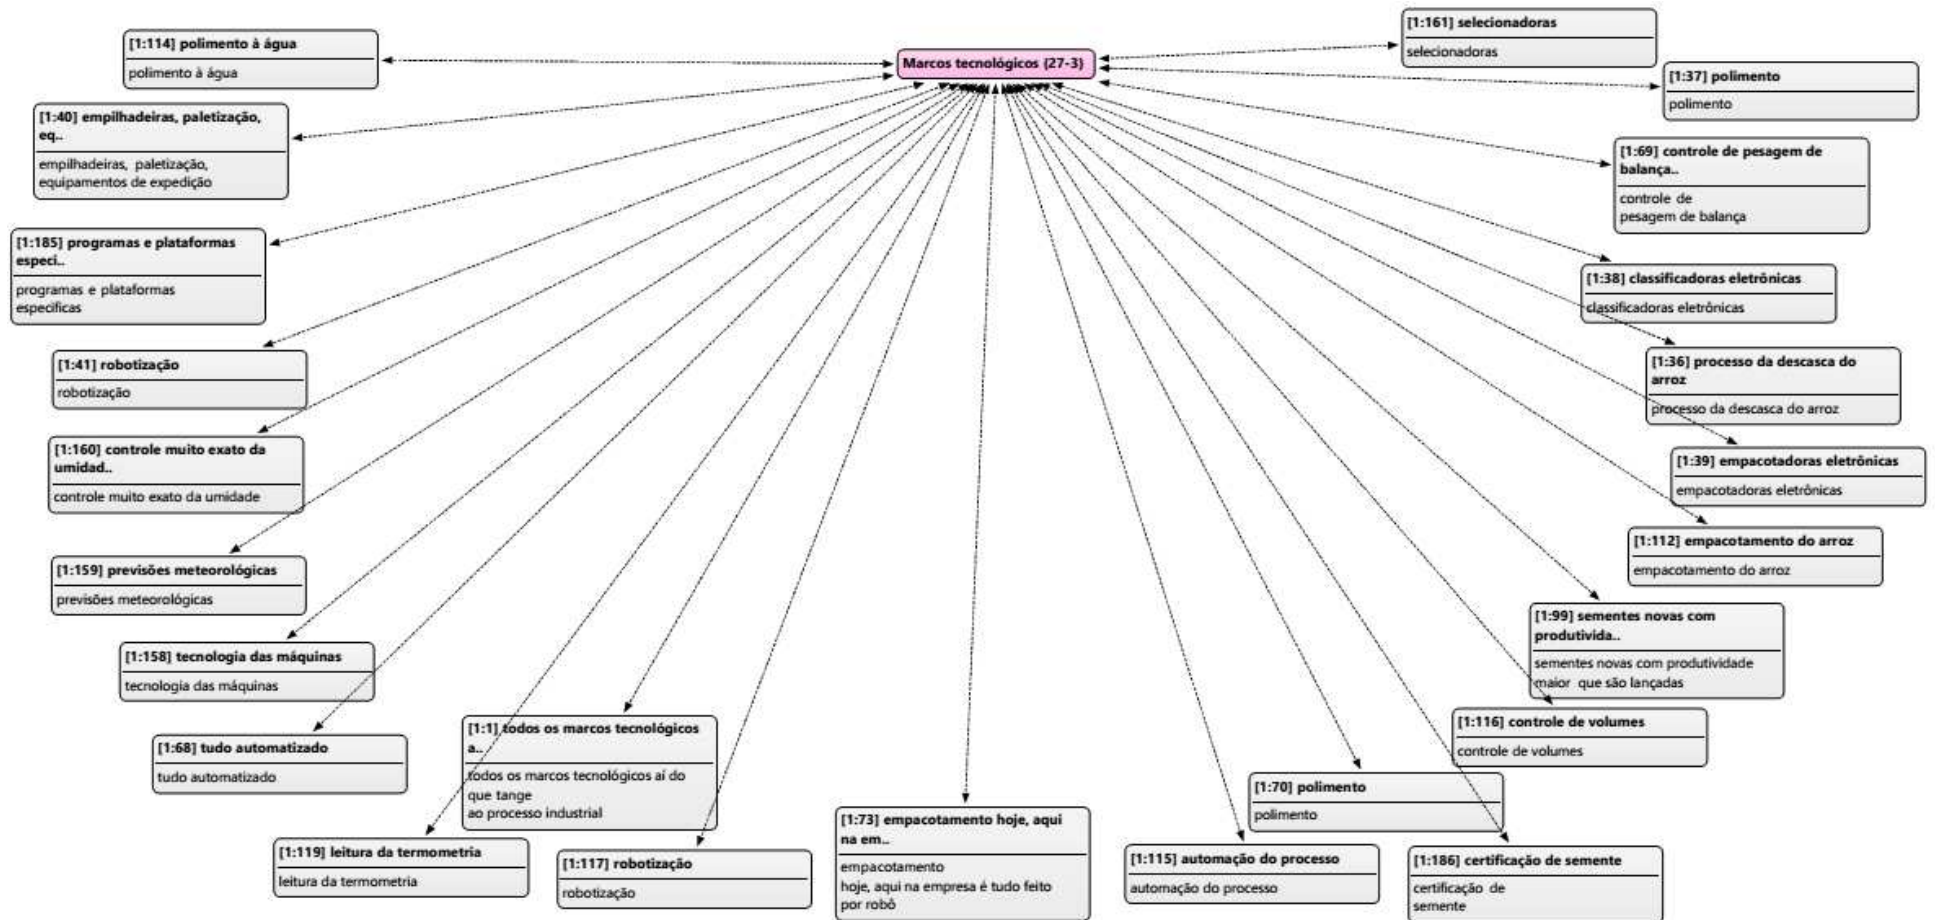 [1:161] selecionadoras
selecionadoras
[1:114] polimento à água
polimento à água
Marcos tecnológicos {27-3}
[1:37] polimento
polimento
[1:40] empilhadeiras, paletização,
eq..
empilhadeiras, paletização,
equipamentos de expedição
[1:69] controle de pesagem de
balança..
controle de
pesagem de balança
[1:185] programas e plataformas
especi..
programas e plataformas
especificas
[1:38] classificadoras eletrônicas
classificadoras eletrônicas
[1:41] robotização
robotização
[1:36] processo da descasca do
arroz
processo da descasca do arroz
[1:160] controle muito exato da
umidad..
controle muito exato da umidade
[1:39] empacotadoras eletrônicas
empacotadoras eletrônicas
[1:159] previsões meteorológicas
previsões meteorológicas
[1:112] empacotamento do arroz
empacotamento do arroz
[1:158] tecnologia das máquinas
tecnologia das máquinas
[1:99] sementes novas com
produtivida..
sementes novas com produtividade
maior que são lançadas
[1:68] tudo automatizado
tudo automatizado
[1:1] todos os marcos tecnológicos
a..
todos os marcos tecnológicos aí do
que tange
ao processo industrial
[1:116] controle de volumes
controle de volumes
[1:70] polimento
polimento
[1:119] leitura da termometria
leitura da termometria
[1:117] robotização
robotização
[1:73] empacotamento hoje, aqui
na em..
empacotamento
hoje, aqui na empresa é tudo feito
por robô
[1:115] automação do processo
automação do processo
[1:186] certificação de semente
certificação de
semente